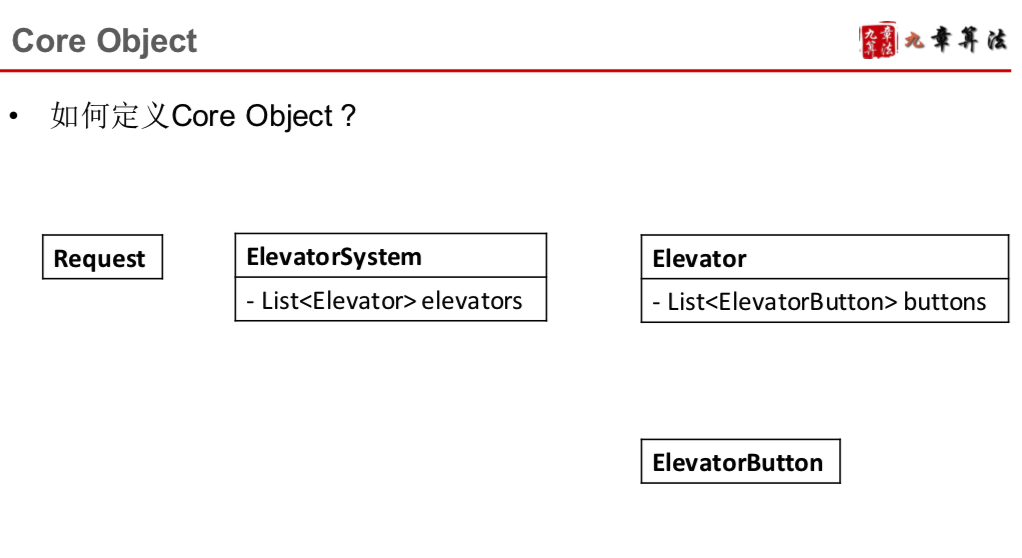 Core Object
九章算法 九章算法
• 如何定义Core Object？
Request
ElevatorSystem
- List<Elevator> elevators
Elevator
- List<ElevatorButton> buttons
ElevatorButton